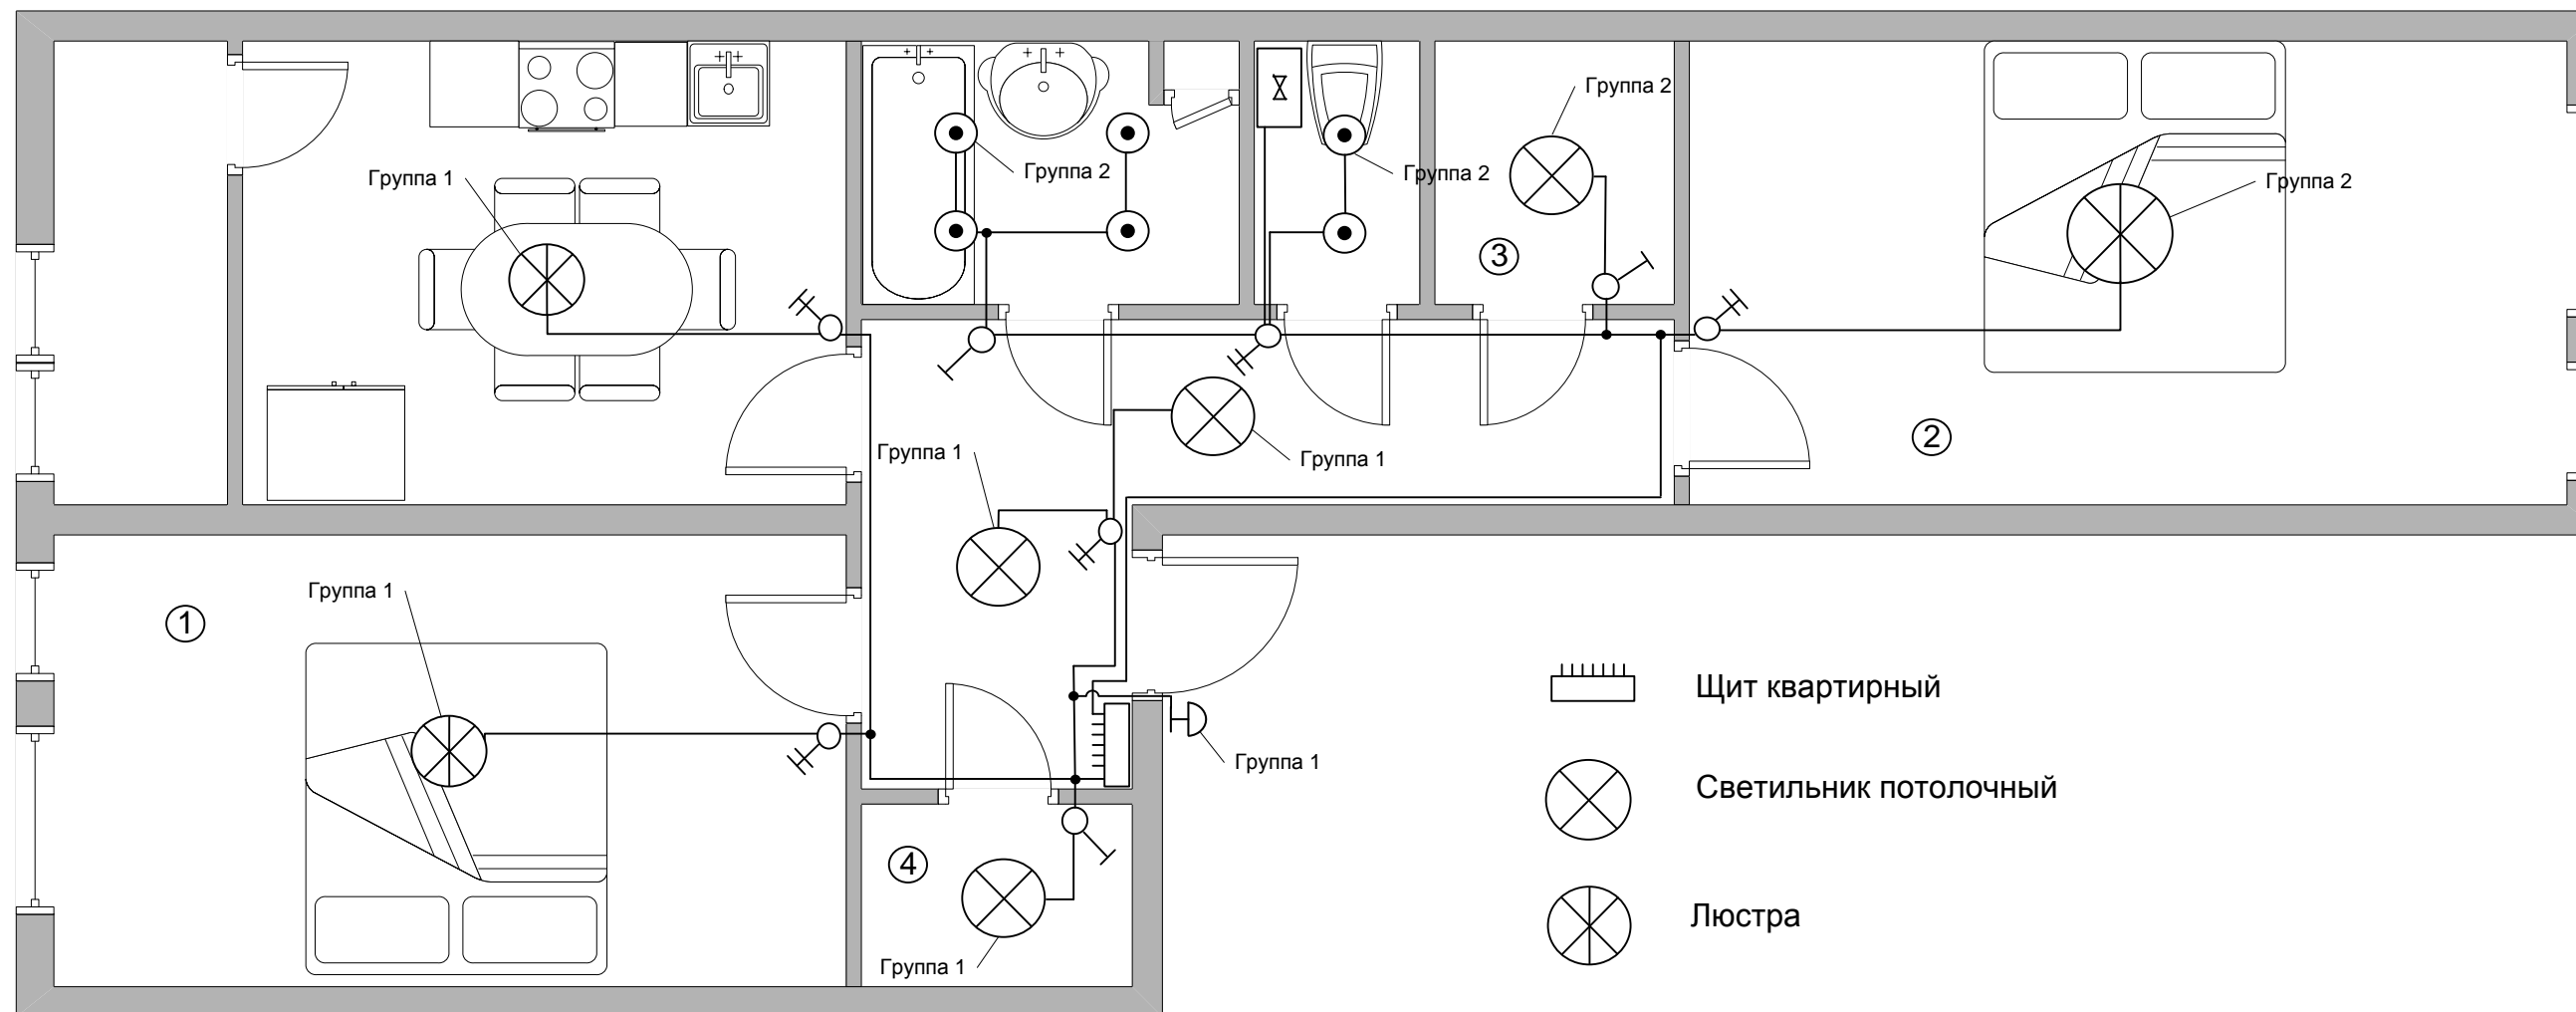 Группа 2
Группа 1
Группа 2
Группа 2
Группа 2
3
Группа 1
Группа 1
2
Группа 1
1
Щит квартирный
Группа 1
Светильник потолочный
4
Люстра
Группа 1